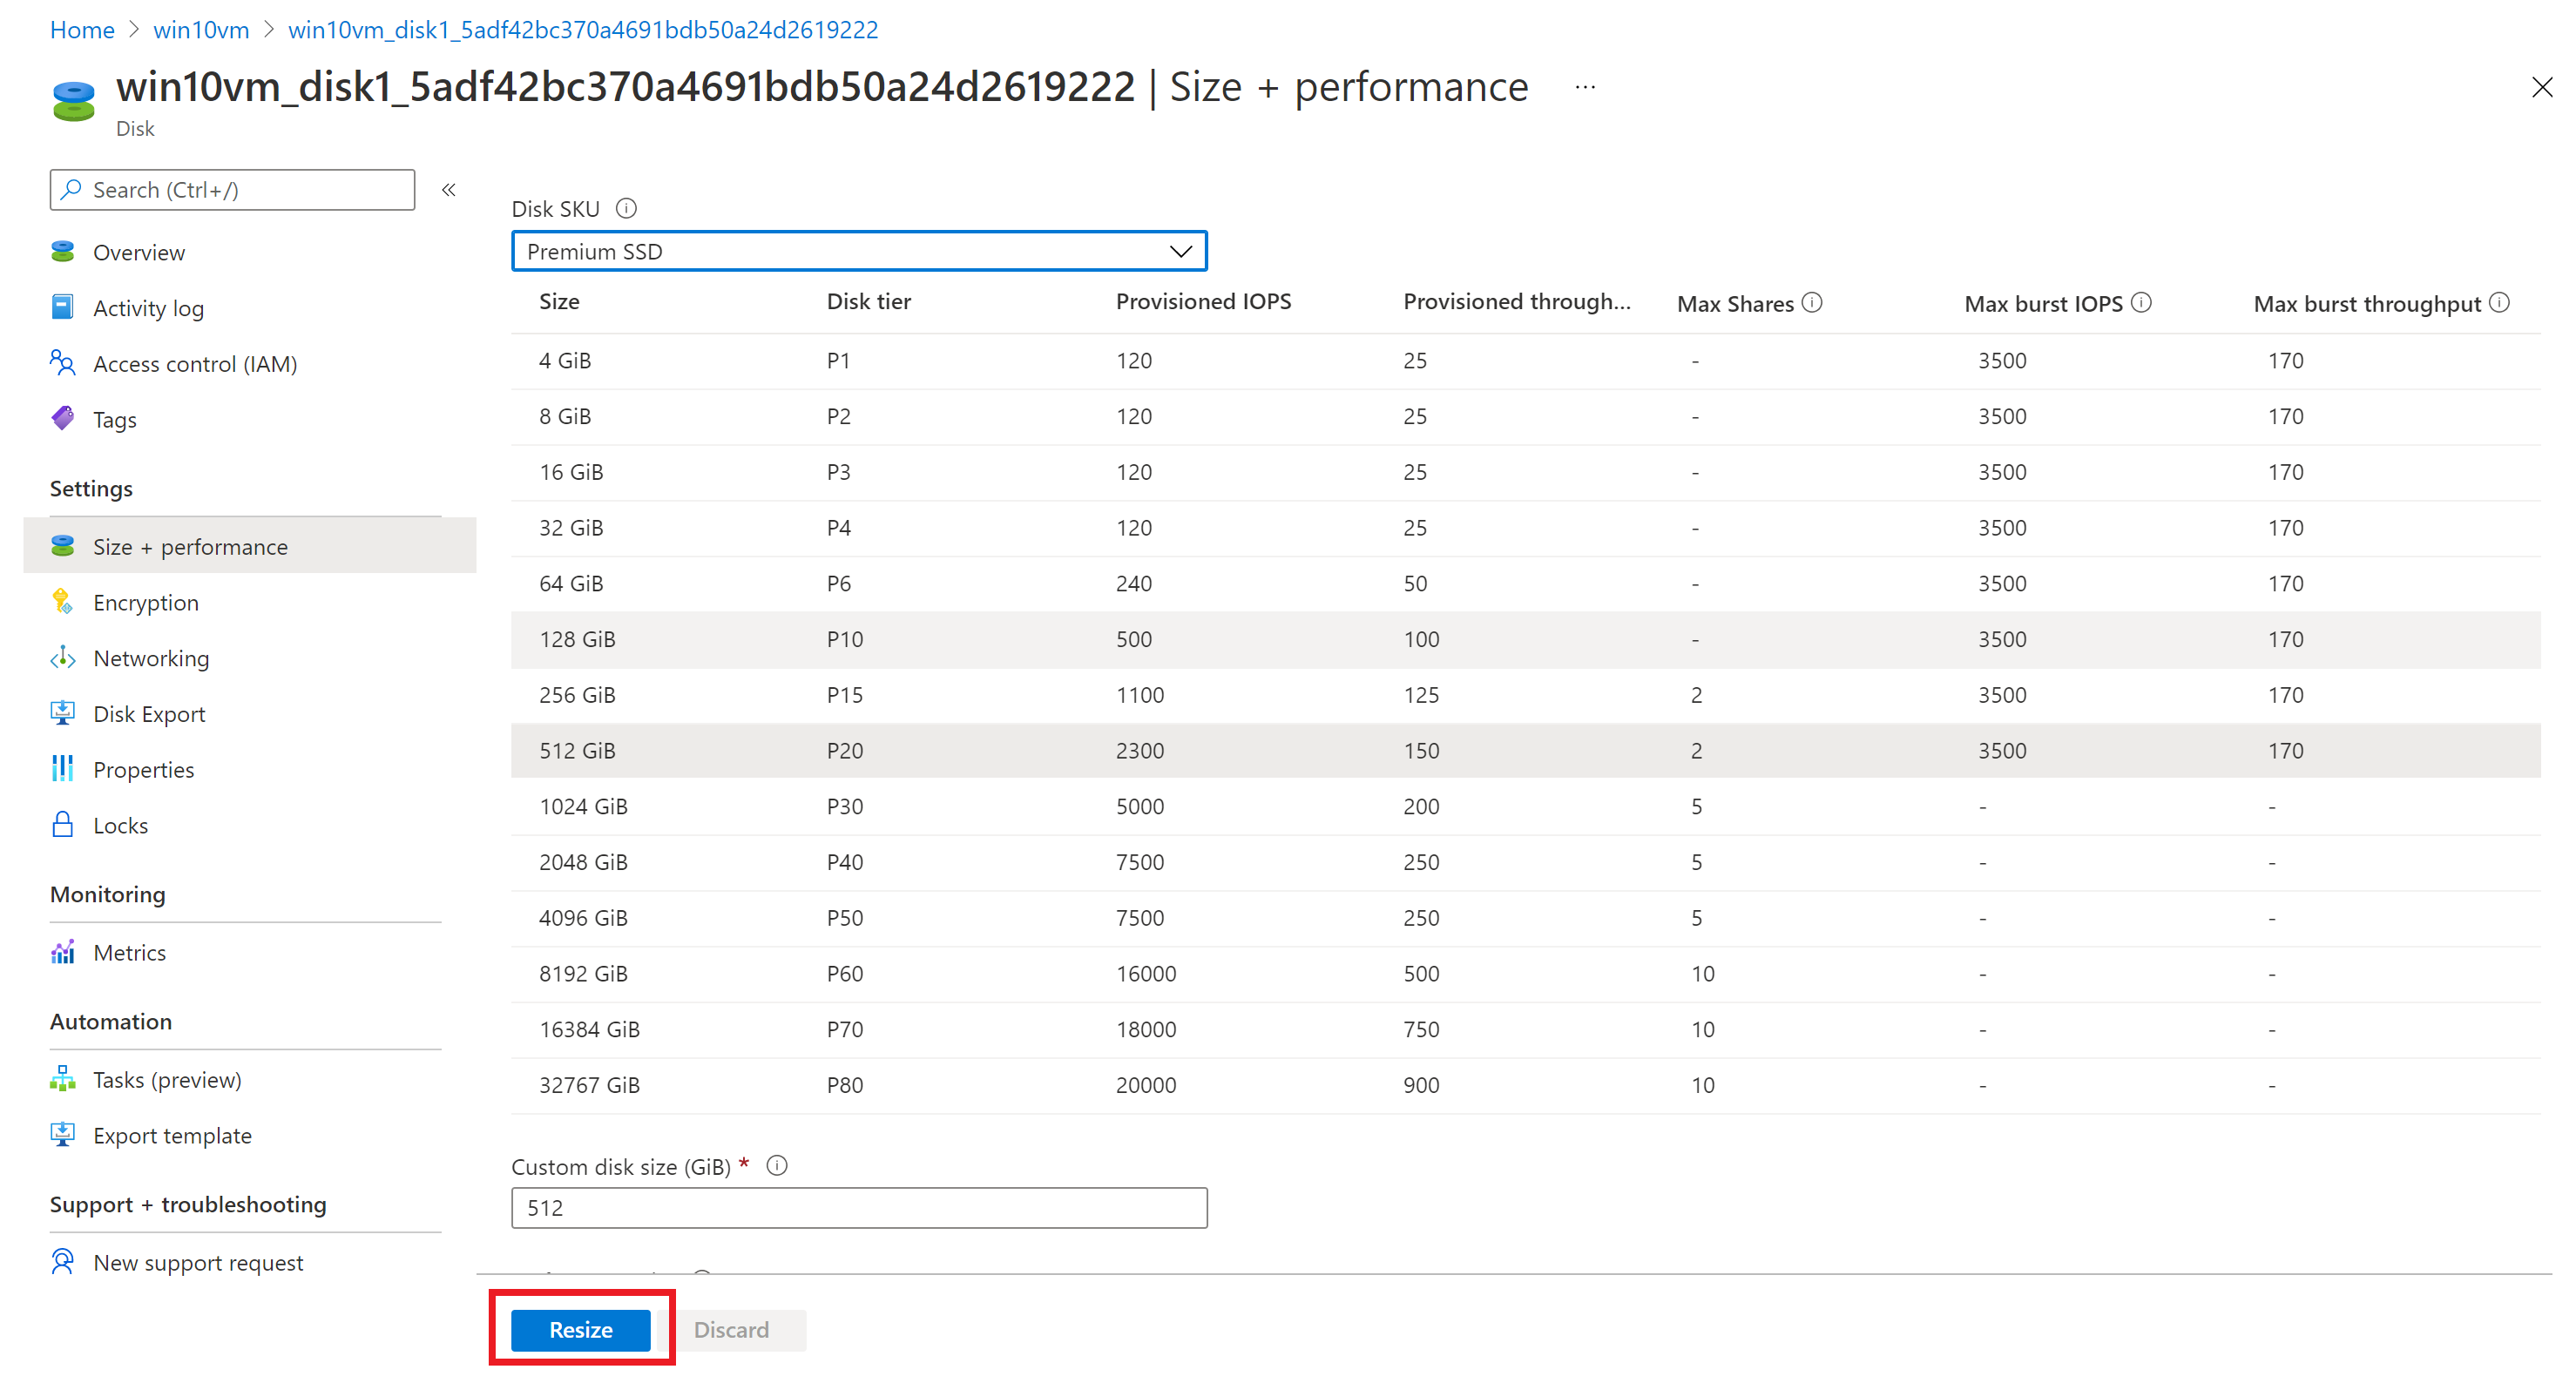 Home > win10vm > win10vm_disk1_5adf42bc370a4691bdb50a24d2619222
win10vm_disk1_5adf42bc370a4691bdb50a24d2619222 | Size + performance ...
Disk
Search (Ctrl+/)
«
Overview
Activity log
Access control (IAM)
Tags
Settings
Size + performance
Encryption
Networking
Disk Export
Properties
Locks
Monitoring
Metrics
Automation
Tasks (preview)
Export template
Support + troubleshooting
New support request
Disk SKU
Premium SSD
Size Disk tier Provisioned IOPS Provisioned through... Max Shares Max burst IOPS Max burst throughput
4 GiB P1 120 25 - 3500 170
8 GiB P2 120 25 - 3500 170
16 GiB P3 120 25 - 3500 170
32 GiB P4 120 25 - 3500 170
64 GiB P6 240 50 - 3500 170
128 GiB P10 500 100 - 3500 170
256 GiB P15 1100 125 2 3500 170
512 GiB P20 2300 150 2 3500 170
1024 GiB P30 5000 200 5 - -
2048 GiB P40 7500 250 5 - -
4096 GiB P50 7500 250 5 - -
8192 GiB P60 16000 500 10 - -
16384 GiB P70 18000 750 10 - -
32767 GiB P80 20000 900 10 - -
Custom disk size (GiB) *
512
Resize Discard